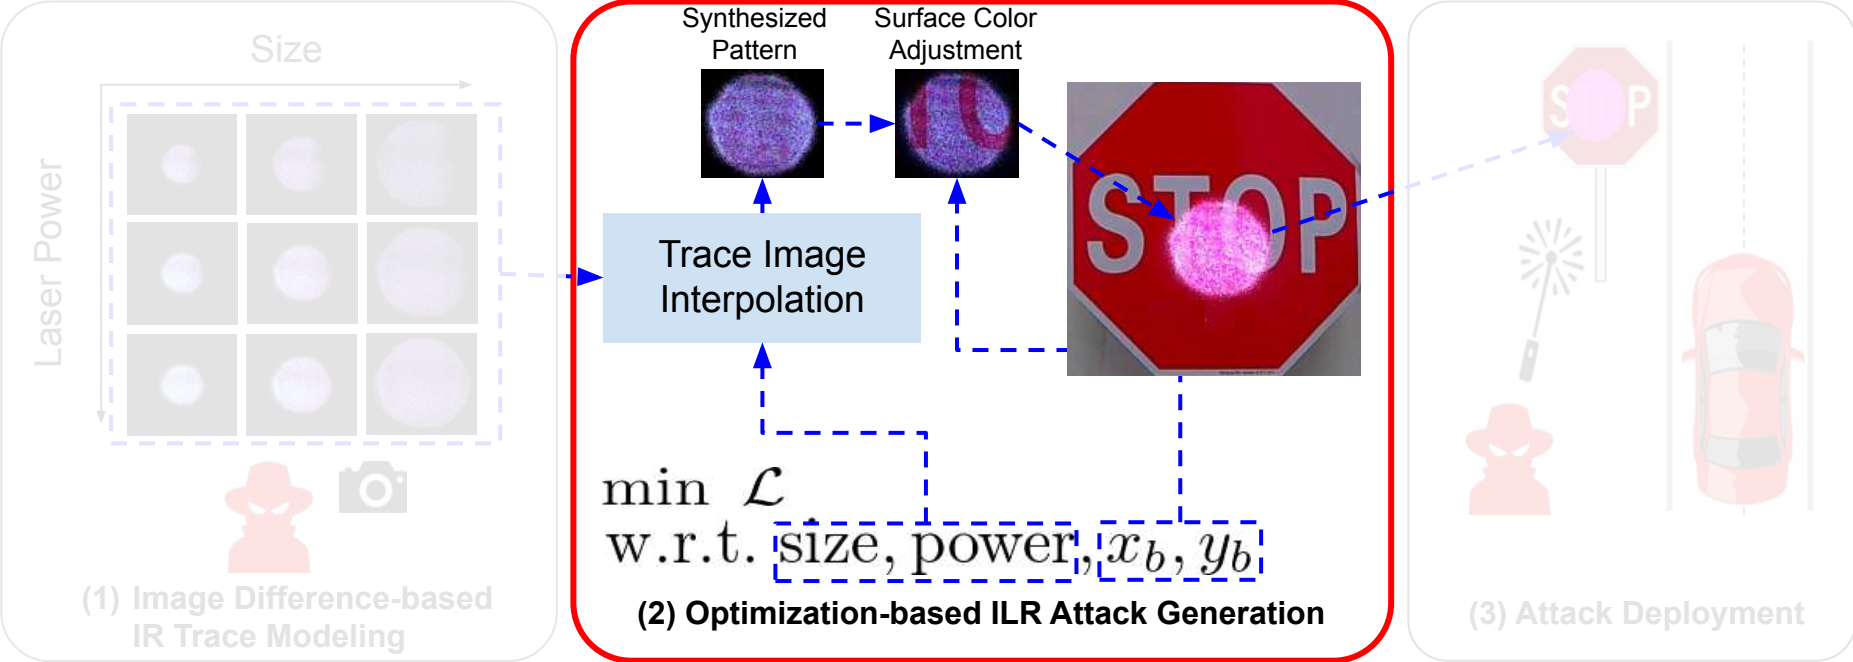 Size
Laser Power
(1) Image Difference-based
IR Trace Modeling
Synthesized
Pattern
Surface Color
Adjustment
Trace Image
Interpolation
STOP
min ℒ
w.r.t. size, power, x_b, y_b
(2) Optimization-based ILR Attack Generation
STOP
(3) Attack Deployment